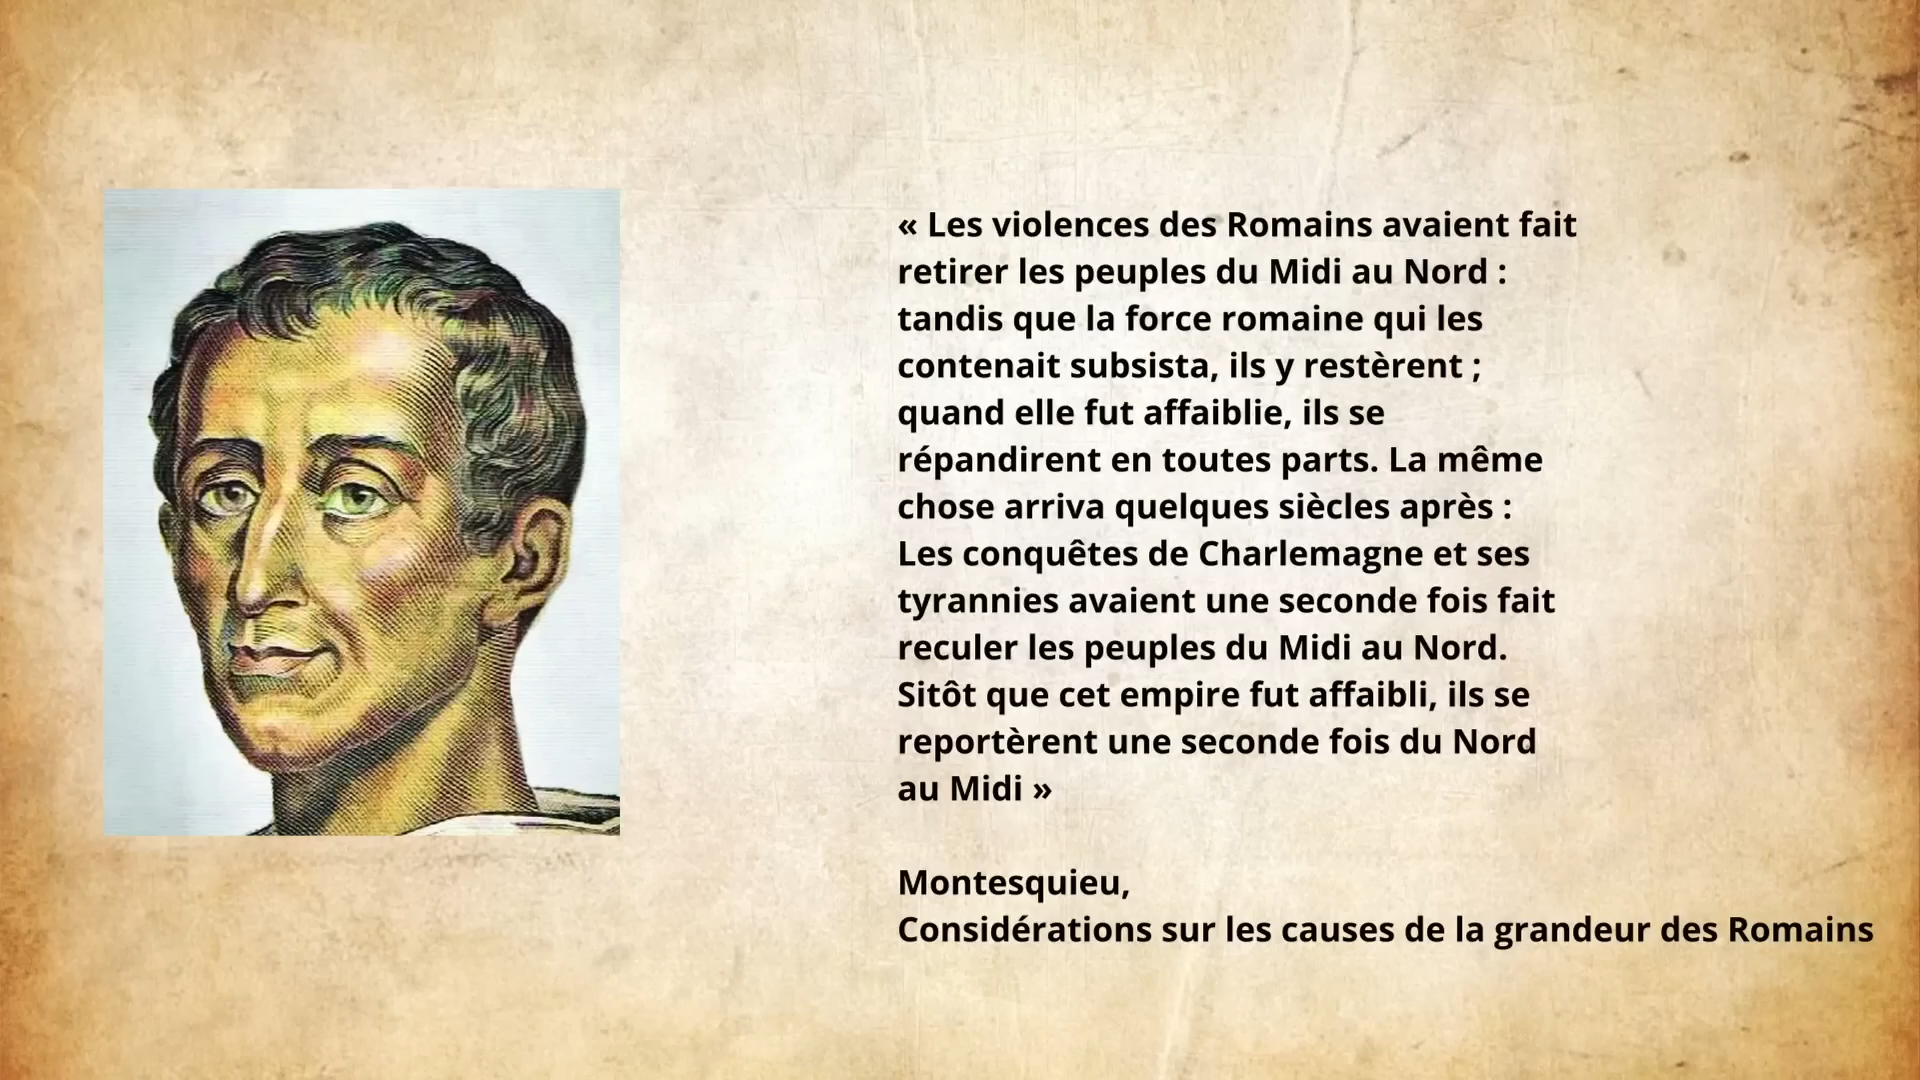 « Les violences des Romains avaient fait
retirer les peuples du Midi au Nord :
tandis que la force romaine qui les
contenait subsista, ils y restèrent ;
quand elle fut affaiblie, ils se
répandirent en toutes parts. La même
chose arriva quelques siècles après :
Les conquêtes de Charlemagne et ses
tyrannies avaient une seconde fois fait
reculer les peuples du Midi au Nord.
Sitôt que cet empire fut affaibli, ils se
reportèrent une seconde fois du Nord
au Midi »
Montesquieu,
Considérations sur les causes de la grandeur des Romains